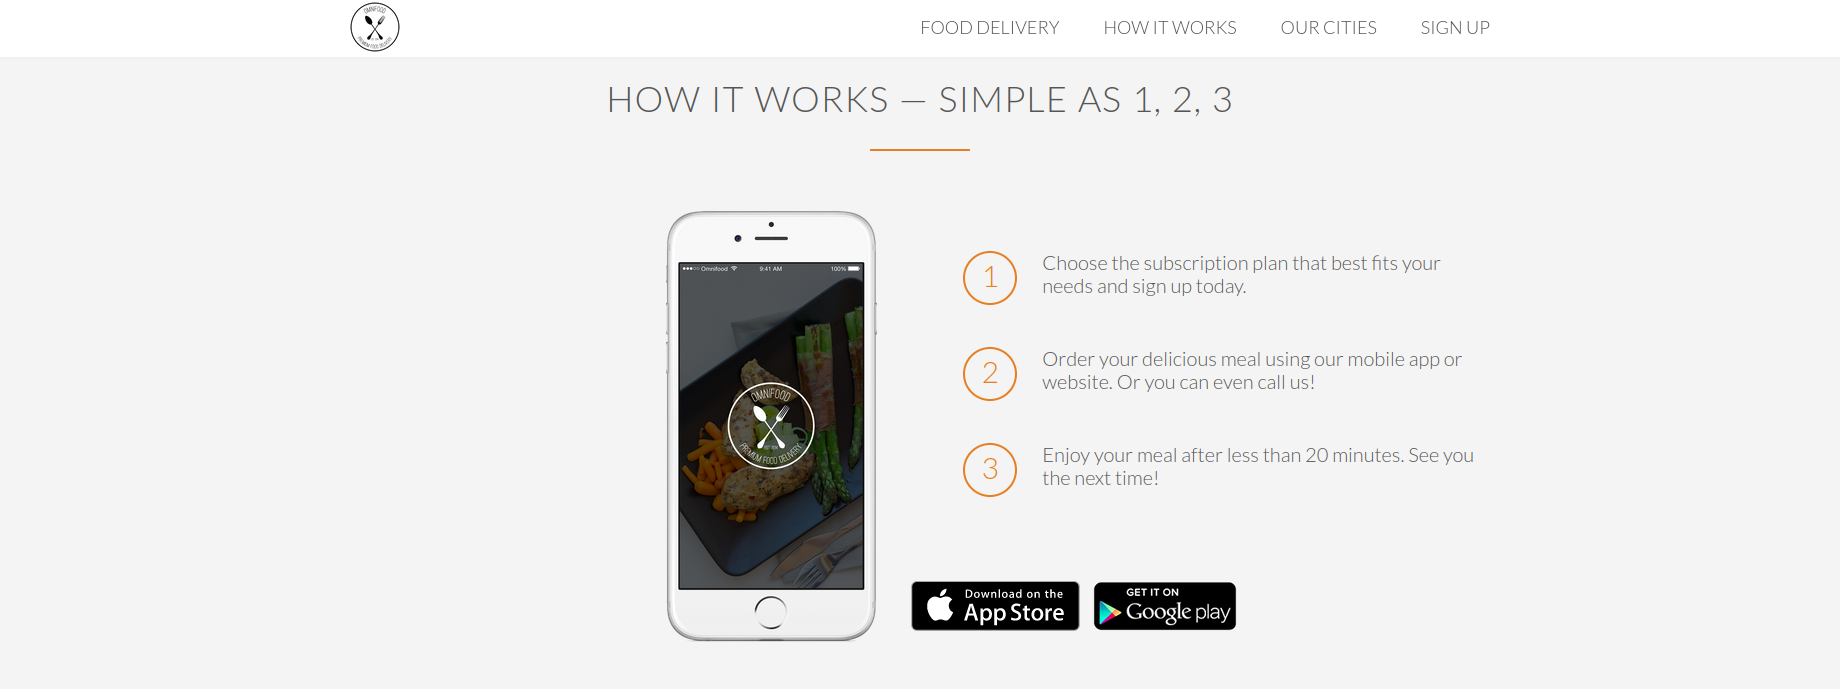 OMNIFOOD
PREMIUM FOOD DELIVERY
FOOD DELIVERY
HOW IT WORKS
OUR CITIES
SIGN UP
HOW IT WORKS — SIMPLE AS 1, 2, 3
Omnifood 9:41 AM 100%
OMNIFOOD
PREMIUM FOOD DELIVERY
1
Choose the subscription plan that best fits your
needs and sign up today.
2
Order your delicious meal using our mobile app or
website. Or you can even call us!
3
Enjoy your meal after less than 20 minutes. See you
the next time!
Download on the
App Store
GET IT ON
Google play